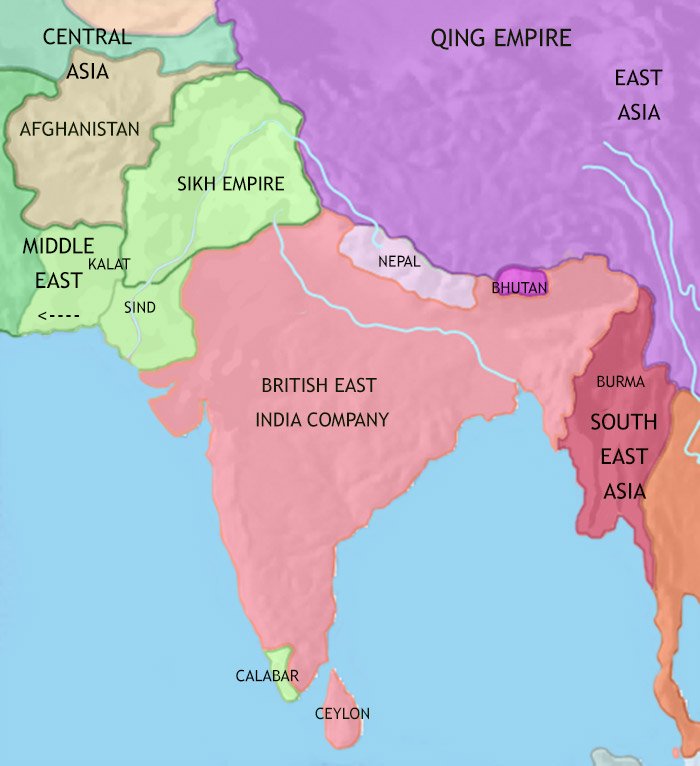 CENTRAL
ASIA
QING EMPIRE
EAST
ASIA
AFGHANISTAN
SIKH EMPIRE
MIDDLE
EAST
<----
KALAT
NEPAL
BHUTAN
SIND
BRITISH EAST
INDIA COMPANY
BURMA
SOUTH
EAST
ASIA
CALABAR
CEYLON